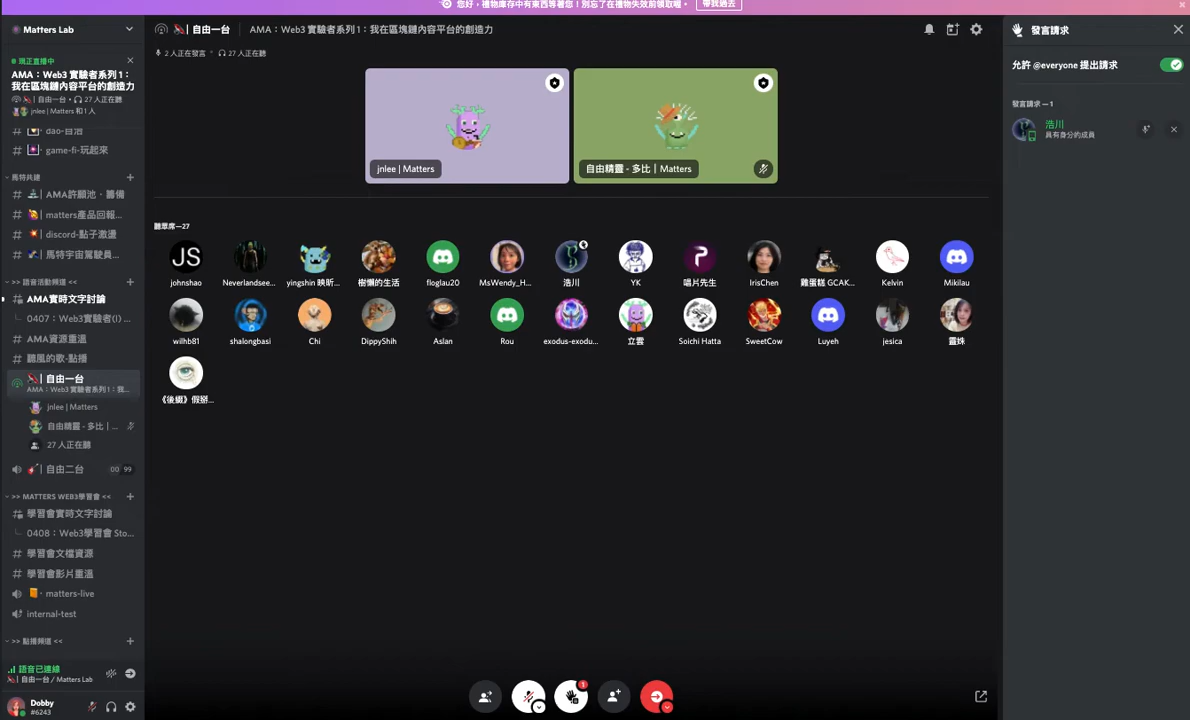 您好，禮物庫存中有東西等著您！別忘了在禮物失效前領取喔。 帶我過去
Matters Lab
現正直播中
AMA：Web3 實驗者系列 1：
我在區塊鏈內容平台的創造力
自由一台 • 27 人正在聽
jnlee | Matters 和 1 人
dao-自治
game-fi-玩起來
馬特共建
AMA許願池・籌備
matters產品回報...
discord-點子激盪
馬特宇宙駕駛員...
>> 語音活動頻道 <<
AMA實時文字討論
0407：Web3實驗者(I) ...
AMA資源重溫
聽風的歌-點播
| 自由一台
AMA：Web3 實驗者系列 1：我...
jnlee | Matters
自由精靈 - 多比｜...
27 人正在聽
| 自由二台 00 99
>> MATTERS WEB3學習會 <<
學習會實時文字討論
0408：Web3學習會 Sto...
學習會文檔資源
學習會影片重溫
matters-live
internal-test
>> 點播頻道 <<
語音已連線
| 自由一台 / Matters Lab
Dobby
#6243
| 自由一台 AMA：Web3 實驗者系列 1：我在區塊鏈內容平台的創造力
2 人正在發言 • 27 人正在聽
jnlee | Matters
自由精靈 - 多比｜Matters
聽眾席—27
JS
johnshao Neverlandsee... yingshin 映昕... 樹懶的生活 floglau20 MsWendy_H... 浩川 YK 唱片先生 IrisChen 雞蛋糕 GCAK... Kelvin Mikilau
wilhb81 shalongbasi Chi DippyShih Aslan Rou exodus-exodu... 立雲 Soichi Hatta SweetCow Luyeh jesica 靈姝
《後綴》假掰...
1
發言請求
允許 @everyone 提出請求
發言請求 — 1
浩川
具有身分的成員